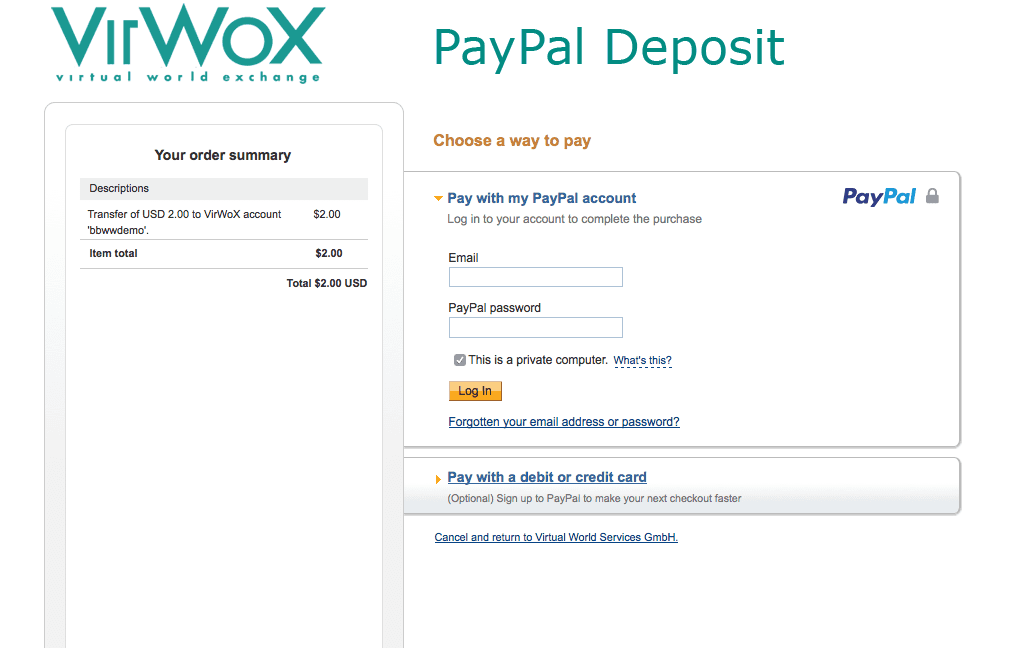 VirWoX
virtual world exchange
PayPal Deposit
Your order summary
Descriptions
Transfer of USD 2.00 to VirWoX account $2.00
'bbwwdemo'.
Item total $2.00
Total $2.00 USD
Choose a way to pay
Pay with my PayPal account
PayPal
Log in to your account to complete the purchase
Email
PayPal password
This is a private computer. What's this?
Log In
Forgotten your email address or password?
Pay with a debit or credit card
(Optional) Sign up to PayPal to make your next checkout faster
Cancel and return to Virtual World Services GmbH.